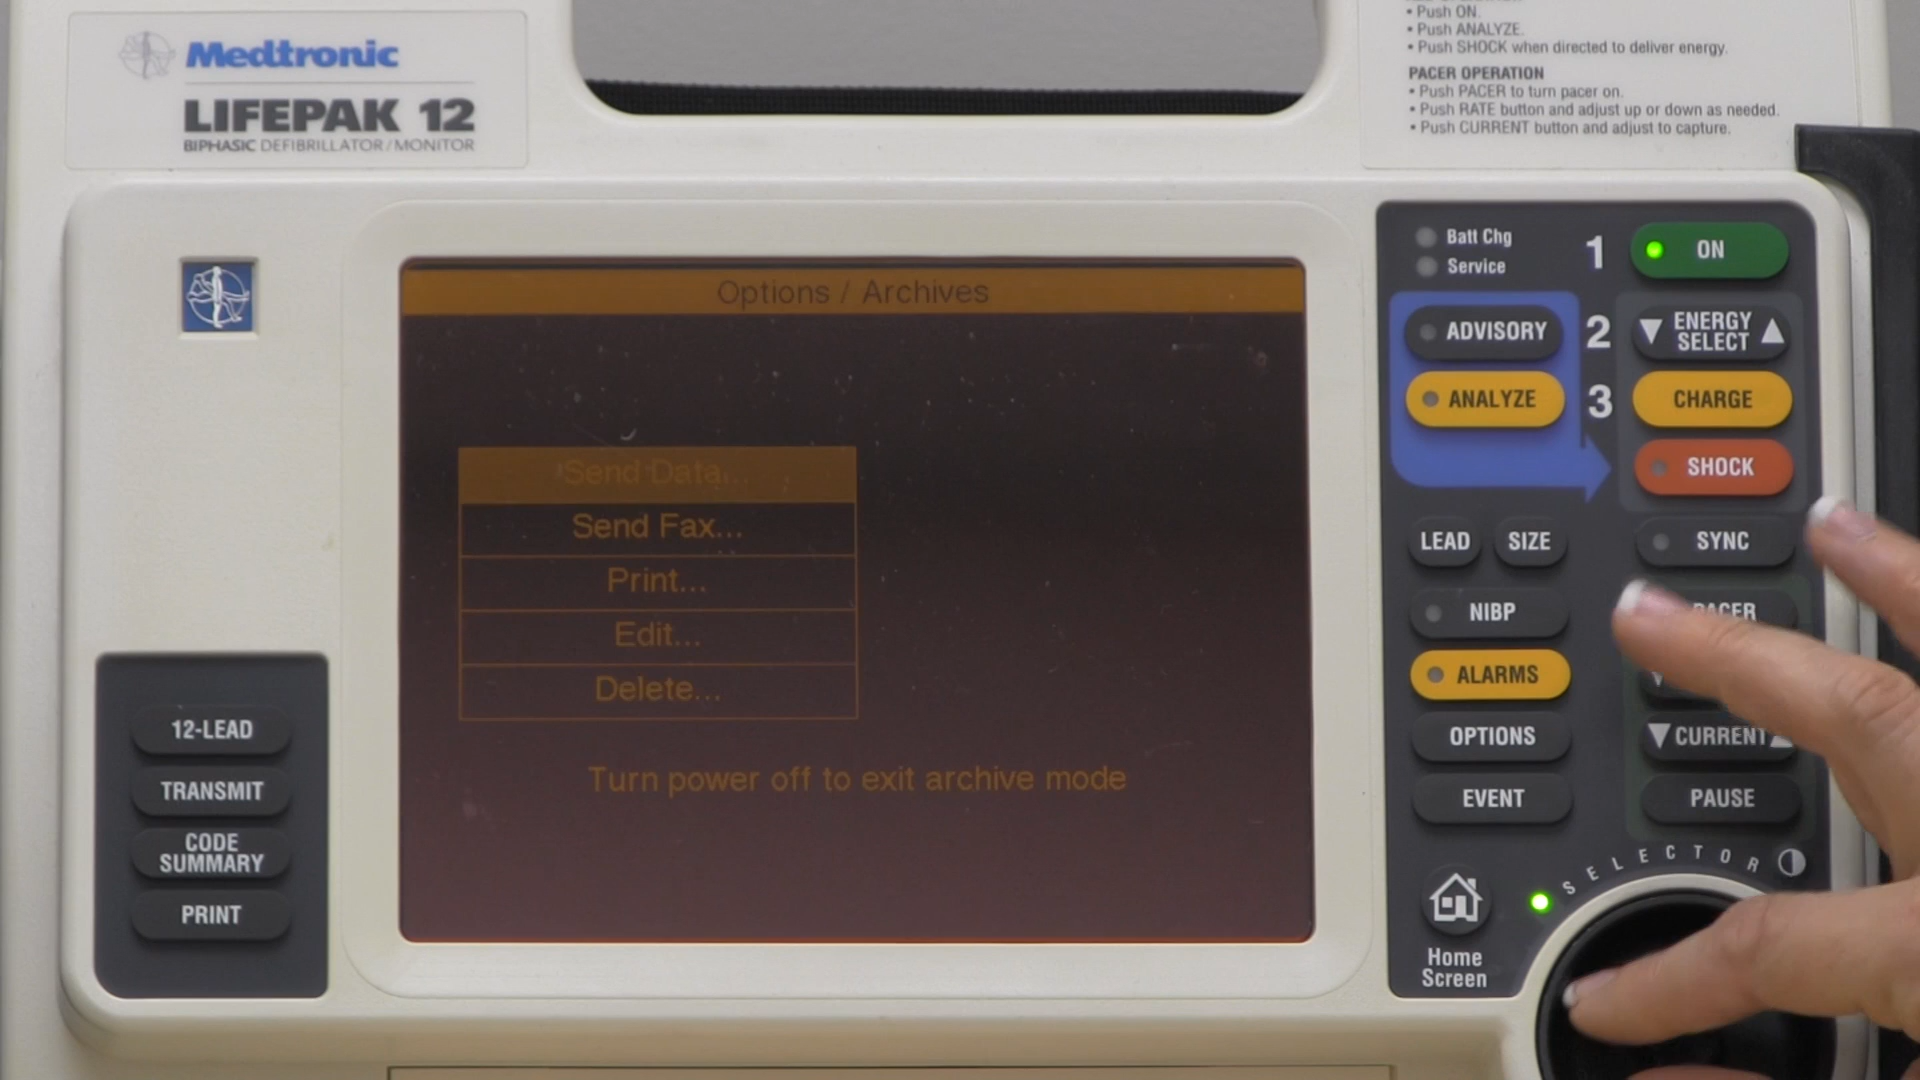 Medtronic
LIFEPAK 12
BIPHASIC DEFIBRILLATOR/MONITOR
• Push ON.
• Push ANALYZE.
• Push SHOCK when directed to deliver energy.
PACER OPERATION
• Push PACER to turn pacer on.
• Push RATE button and adjust up or down as needed.
• Push CURRENT button and adjust to capture.
Options / Archives
Send Data...
Send Fax...
Print...
Edit...
Delete...
Turn power off to exit archive mode
12-LEAD
TRANSMIT
CODE
SUMMARY
PRINT
Batt Chg
Service
1
ON
ADVISORY
2
ENERGY
SELECT
ANALYZE
3
CHARGE
SHOCK
LEAD
SIZE
SYNC
NIBP
PACER
ALARMS
OPTIONS
CURRENT
EVENT
PAUSE
SELECTOR
Home
Screen